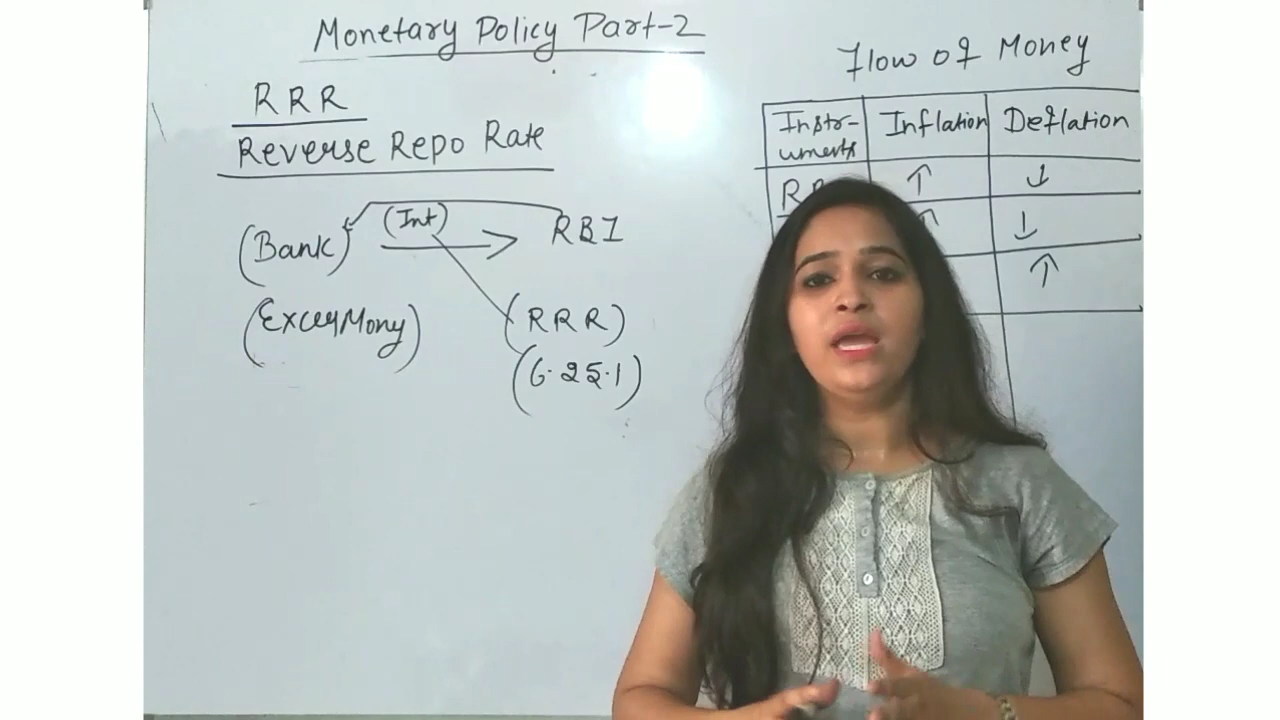 Monetary Policy Part-2
RRR
Reverse Repo Rate
(Bank) (Int) RBI
(RRR)
(6.25.1)
Flow of Money
Instr- Inflation Deflation
uments
↑ ↓
↑ ↓
↑